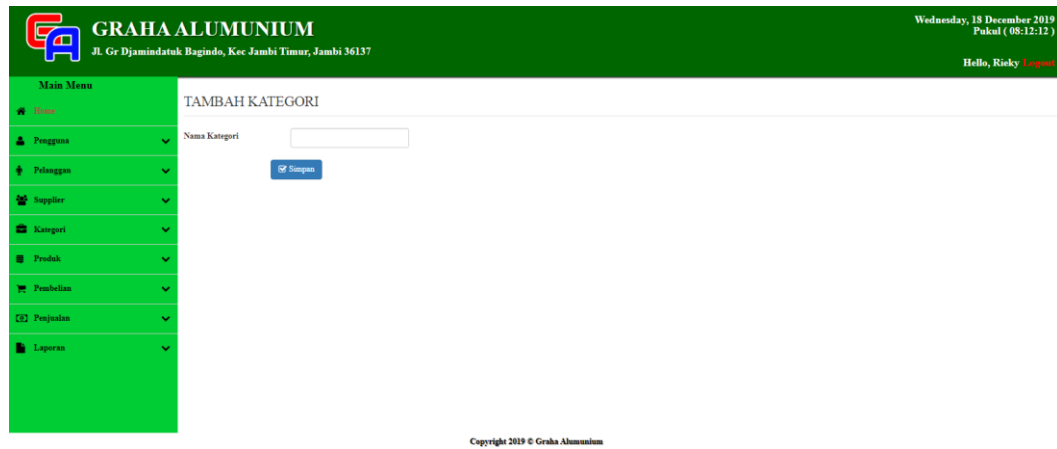 GA
GRAHA ALUMUNIUM
Jl. Gr Djamindatuk Bagindo, Kec Jambi Timur, Jambi 36137
Wednesday, 18 December 2019
Pukul ( 08:12:12 )
Hello, Rieky Logout
Main Menu
Home
Pengguna
Pelanggan
Supplier
Kategori
Produk
Pembelian
Penjualan
Laporan
TAMBAH KATEGORI
Nama Kategori
Simpan
Copyright 2019 © Graha Alumunium